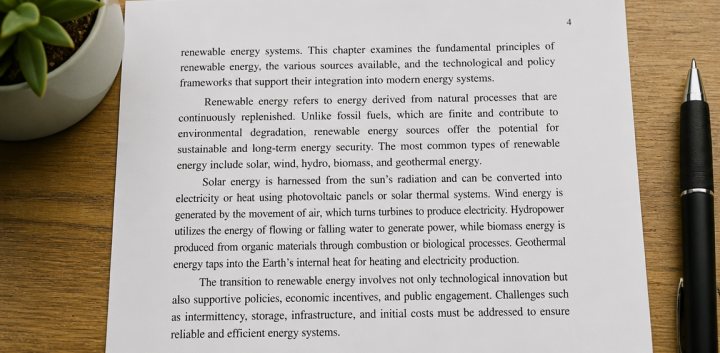 4
renewable energy systems. This chapter examines the fundamental principles of
renewable energy, the various sources available, and the technological and policy
frameworks that support their integration into modern energy systems.
Renewable energy refers to energy derived from natural processes that are
continuously replenished. Unlike fossil fuels, which are finite and contribute to
environmental degradation, renewable energy sources offer the potential for
sustainable and long-term energy security. The most common types of renewable
energy include solar, wind, hydro, biomass, and geothermal energy.
Solar energy is harnessed from the sun's radiation and can be converted into
electricity or heat using photovoltaic panels or solar thermal systems. Wind energy is
generated by the movement of air, which turns turbines to produce electricity. Hydropower
utilizes the energy of flowing or falling water to generate power, while biomass energy is
produced from organic materials through combustion or biological processes. Geothermal
energy taps into the Earth's internal heat for heating and electricity production.
The transition to renewable energy involves not only technological innovation but
also supportive policies, economic incentives, and public engagement. Challenges such
as intermittency, storage, infrastructure, and initial costs must be addressed to ensure
reliable and efficient energy systems.